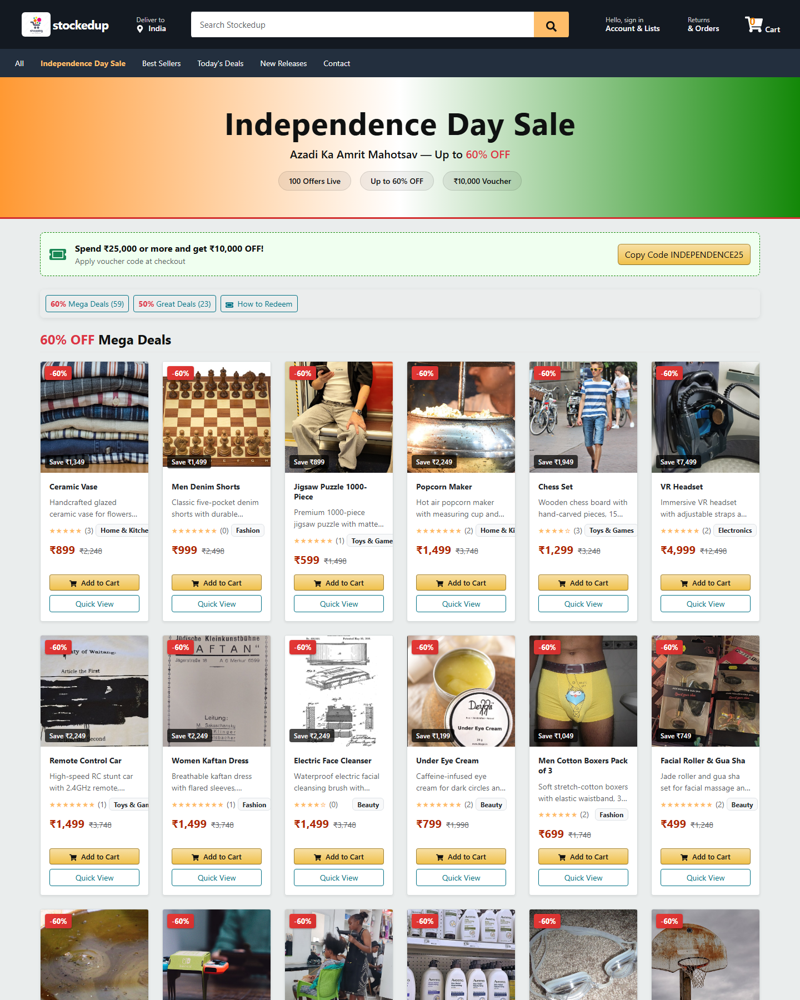 shopping
stockedup
Deliver to
India
Search Stockedup
Hello, sign in
Account & Lists
Returns
& Orders
0
Cart
All
Independence Day Sale
Best Sellers
Today's Deals
New Releases
Contact
Independence Day Sale
Azadi Ka Amrit Mahotsav — Up to 60% OFF
100 Offers Live
Up to 60% OFF
₹10,000 Voucher
Spend ₹25,000 or more and get ₹10,000 OFF!
Apply voucher code at checkout
Copy Code INDEPENDENCE25
60% Mega Deals (59)
50% Great Deals (23)
How to Redeem
60% OFF Mega Deals
-60%
Save ₹1,349
Ceramic Vase
Handcrafted glazed
ceramic vase for flowers...
★★★★★ (3) Home & Kitche
₹899 ₹2,248
Add to Cart
Quick View
-60%
E F G H
Save ₹1,499
Men Denim Shorts
Classic five-pocket denim
shorts with durable...
★★★★★★★ (0) Fashion
₹999 ₹2,498
Add to Cart
Quick View
-60%
Save ₹899
Jigsaw Puzzle 1000-
Piece
Premium 1000-piece
jigsaw puzzle with matte...
★★★★★★ (1) Toys & Game
₹599 ₹1,498
Add to Cart
Quick View
-60%
Save ₹2,249
Popcorn Maker
Hot air popcorn maker
with measuring cup and...
★★★★★★★ (2) Home & Ki
₹1,499 ₹3,748
Add to Cart
Quick View
-60%
Save ₹1,949
Chess Set
Wooden chess board with
hand-carved pieces, 15...
★★★★☆ (3) Toys & Games
₹1,299 ₹3,248
Add to Cart
Quick View
-60%
Save ₹7,499
VR Headset
Immersive VR headset
with adjustable straps a...
★★★★★★ (2) Electronics
₹4,999 ₹12,498
Add to Cart
Quick View
-60%
uty of Waitang
Article the First
Article the Second
Save ₹2,249
Remote Control Car
High-speed RC stunt car
with 2.4GHz remote,...
★★★★★★★ (1) Toys & Gam
₹1,499 ₹3,748
Add to Cart
Quick View
-60%
Jüdische Kleinkunstbühne
AFTAN“
Jägerstraße 18 A 6 Merkur 6599
Leitung:
M. Sakaschansky
Klinger
elsbacher
Save ₹2,249
Women Kaftan Dress
Breathable kaftan dress
with flared sleeves,...
★★★★★★★★ (1) Fashion
₹1,499 ₹3,748
Add to Cart
Quick View
-60%
Save ₹2,249
Electric Face Cleanser
Waterproof electric facial
cleansing brush with...
★★★★☆ (0) Beauty
₹1,499 ₹3,748
Add to Cart
Quick View
Deyga
Under Eye Cream
-60%
Save ₹1,199
Under Eye Cream
Caffeine-infused eye
cream for dark circles an...
★★★★★★★ (2) Beauty
₹799 ₹1,998
Add to Cart
Quick View
-60%
Save ₹1,049
Men Cotton Boxers Pack
of 3
Soft stretch-cotton boxers
with elastic waistband, 3...
★★★★★★ (2) Fashion
₹699 ₹1,748
Add to Cart
Quick View
-60%
JADE ROLLER & GUA SHA
JADE ROLLER & GUA SHA
Save ₹749
Facial Roller & Gua Sha
Jade roller and gua sha
set for facial massage an...
★★★★★★★★ (2) Beauty
₹499 ₹1,248
Add to Cart
Quick View
-60%
-60%
-60%
Aveeno
Aveeno
Aveeno
Aveeno
-60%
-60%